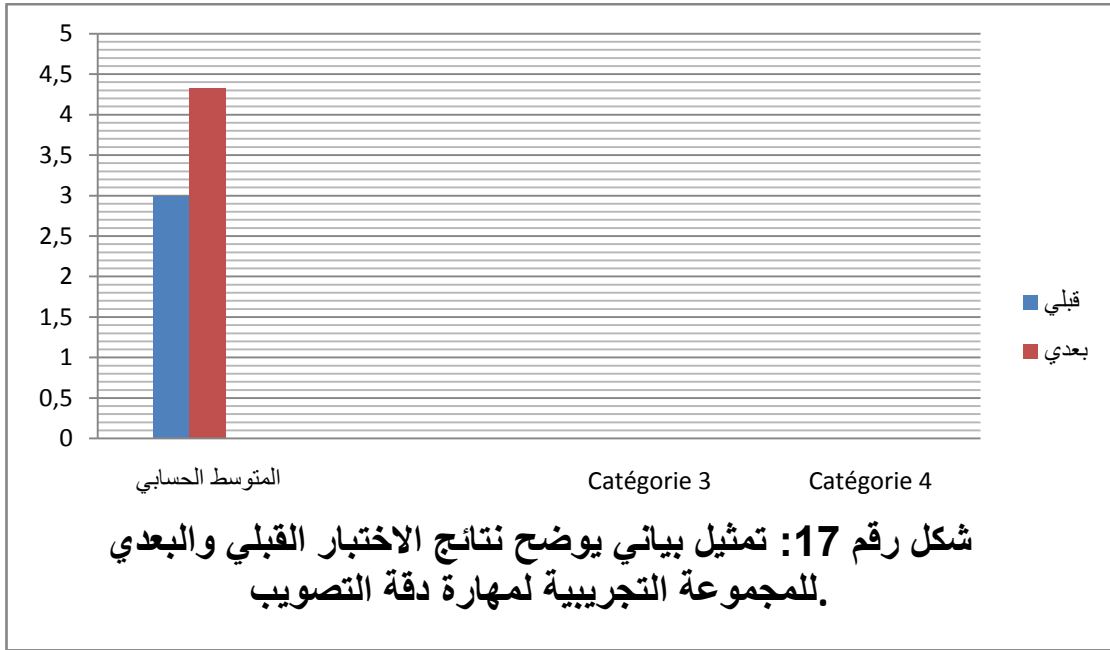 5
4,5
4
3,5
3
2,5
2
1,5
1
0,5
0
المتوسط الحسابي
Catégorie 3
Catégorie 4
قبلي
بعدي
شكل رقم 17: تمثيل بياني يوضح نتائج الاختبار القبلي والبعدي
للمجموعة التجريبية لمهارة دقة التصويب.